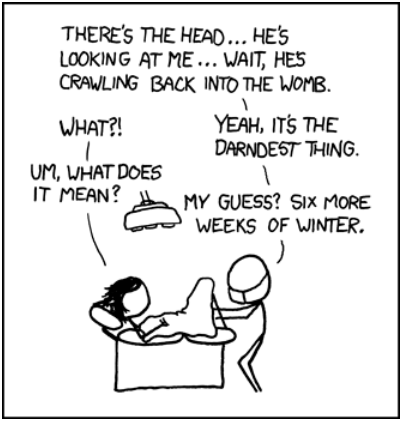 THERE'S THE HEAD... HE'S
LOOKING AT ME... WAIT, HE'S
CRAWLING BACK INTO THE WOMB.
WHAT?!
YEAH, IT'S THE
DARNDEST THING.
UM, WHAT DOES
IT MEAN?
MY GUESS? SIX MORE
WEEKS OF WINTER.